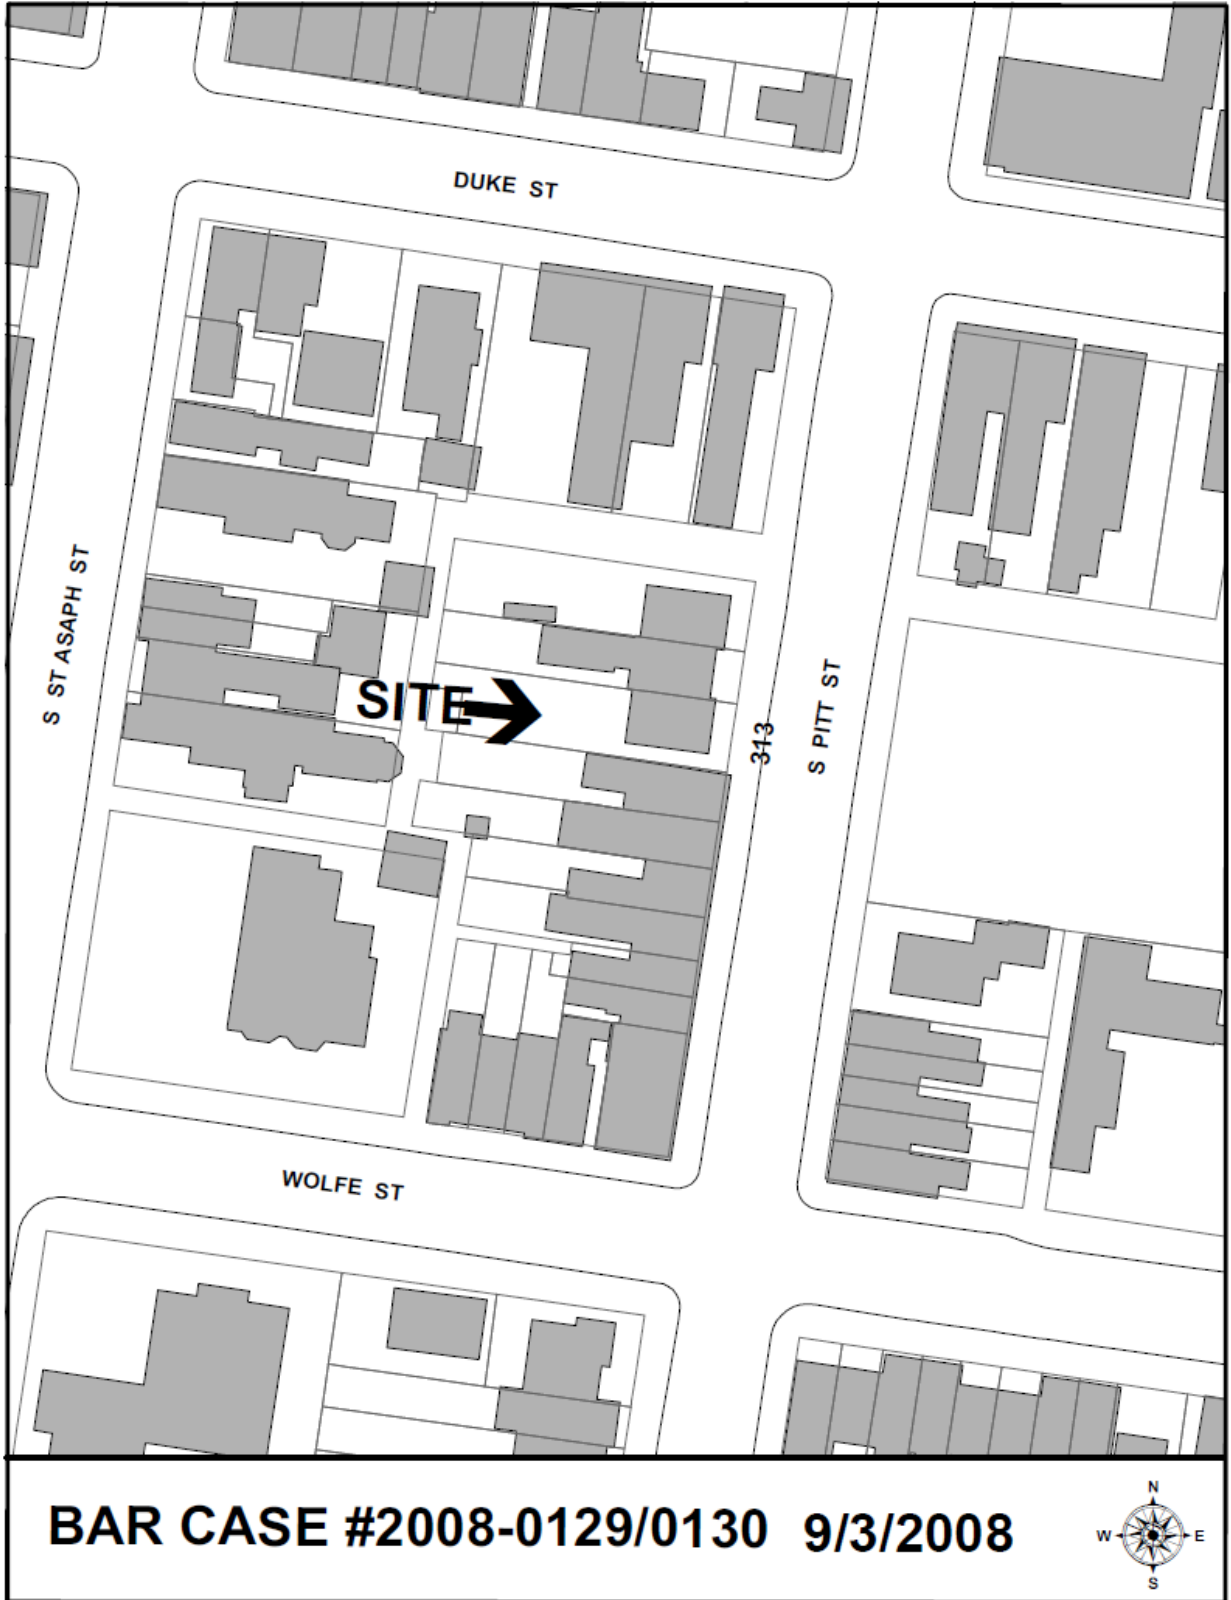 DUKE ST
S ST ASAPH ST
SITE
313
S PITT ST
WOLFE ST
BAR CASE #2008-0129/0130 9/3/2008
N
W E
S